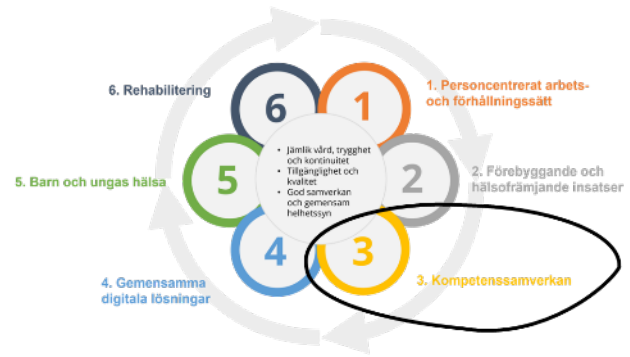 6. Rehabilitering
6
1
1. Personcentrerat arbets-
och förhållningssätt
• Jämlik vård, trygghet
och kontinuitet
• Tillgänglighet och
kvalitet
• God samverkan
och gemensam
helhetssyn
5. Barn och ungas hälsa
5
2
2. Förebyggande och
hälsofrämjande insatser
4
3
4. Gemensamma
digitala lösningar
3. Kompetenssamverkan